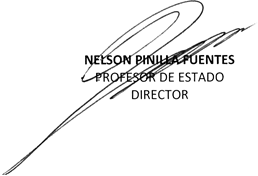 NELSON PINILLA FUENTES
PROFESOR DE ESTADO
DIRECTOR